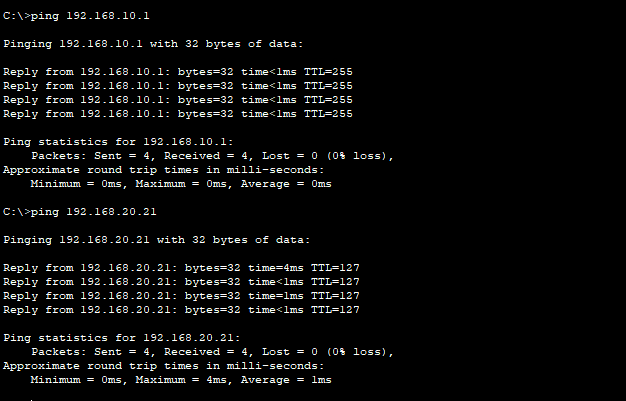 C:\>ping 192.168.10.1
Pinging 192.168.10.1 with 32 bytes of data:
Reply from 192.168.10.1: bytes=32 time<1ms TTL=255
Reply from 192.168.10.1: bytes=32 time<1ms TTL=255
Reply from 192.168.10.1: bytes=32 time<1ms TTL=255
Reply from 192.168.10.1: bytes=32 time<1ms TTL=255
Ping statistics for 192.168.10.1:
Packets: Sent = 4, Received = 4, Lost = 0 (0% loss),
Approximate round trip times in milli-seconds:
Minimum = 0ms, Maximum = 0ms, Average = 0ms
C:\>ping 192.168.20.21
Pinging 192.168.20.21 with 32 bytes of data:
Reply from 192.168.20.21: bytes=32 time=4ms TTL=127
Reply from 192.168.20.21: bytes=32 time<1ms TTL=127
Reply from 192.168.20.21: bytes=32 time=1ms TTL=127
Reply from 192.168.20.21: bytes=32 time<1ms TTL=127
Ping statistics for 192.168.20.21:
Packets: Sent = 4, Received = 4, Lost = 0 (0% loss),
Approximate round trip times in milli-seconds:
Minimum = 0ms, Maximum = 4ms, Average = 1ms